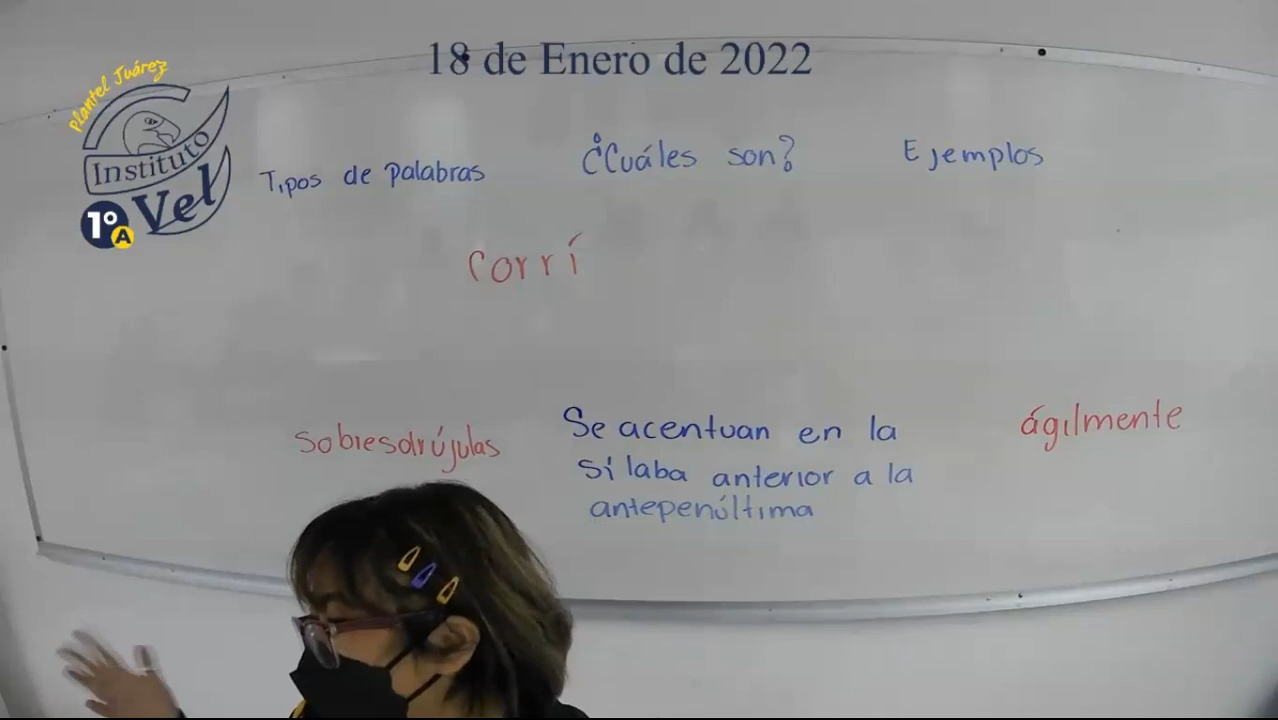 18 de Enero de 2022
Plantel Juárez
Instituto
Vel
1° A
Tipos de palabras
¿Cuáles son?
Ejemplos
corrí
sobresdrújulas
Se acentuan en la
sílaba anterior a la
antepenúltima
ágilmente